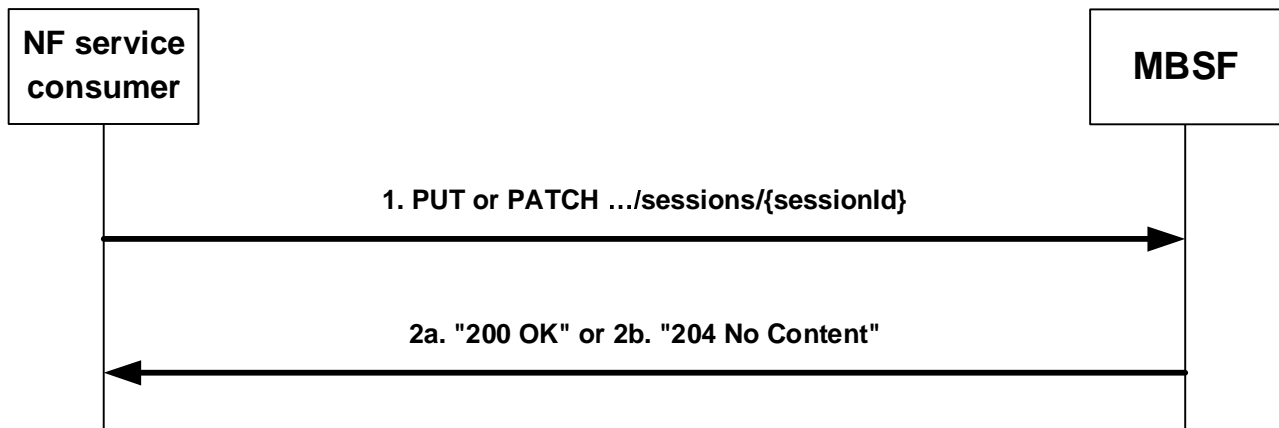 NF service
consumer
MBSF
1. PUT or PATCH …/sessions/{sessionId}
2a. "200 OK" or 2b. "204 No Content"